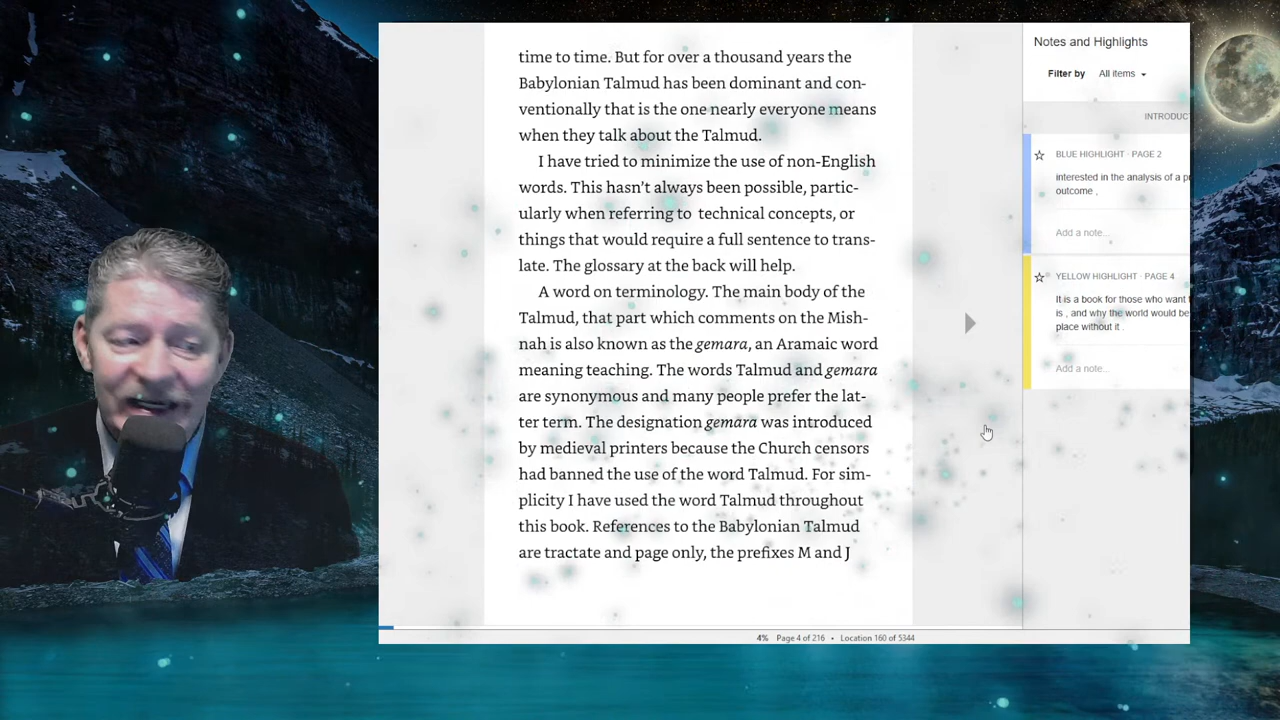 time to time. But for over a thousand years the
Babylonian Talmud has been dominant and con-
ventionally that is the one nearly everyone means
when they talk about the Talmud.
I have tried to minimize the use of non-English
words. This hasn't always been possible, partic-
ularly when referring to technical concepts, or
things that would require a full sentence to trans-
late. The glossary at the back will help.
A word on terminology. The main body of the
Talmud, that part which comments on the Mish-
nah is also known as the gemara, an Aramaic word
meaning teaching. The words Talmud and gemara
are synonymous and many people prefer the lat-
ter term. The designation gemara was introduced
by medieval printers because the Church censors
had banned the use of the word Talmud. For sim-
plicity I have used the word Talmud throughout
this book. References to the Babylonian Talmud
are tractate and page only, the prefixes M and J
4% Page 4 of 216 • Location 160 of 5344
Notes and Highlights
Filter by All items
INTRODUC
BLUE HIGHLIGHT · PAGE 2
interested in the analysis of a p
outcome ,
Add a note...
YELLOW HIGHLIGHT · PAGE 4
It is a book for those who want
is , and why the world would be
place without it .
Add a note...